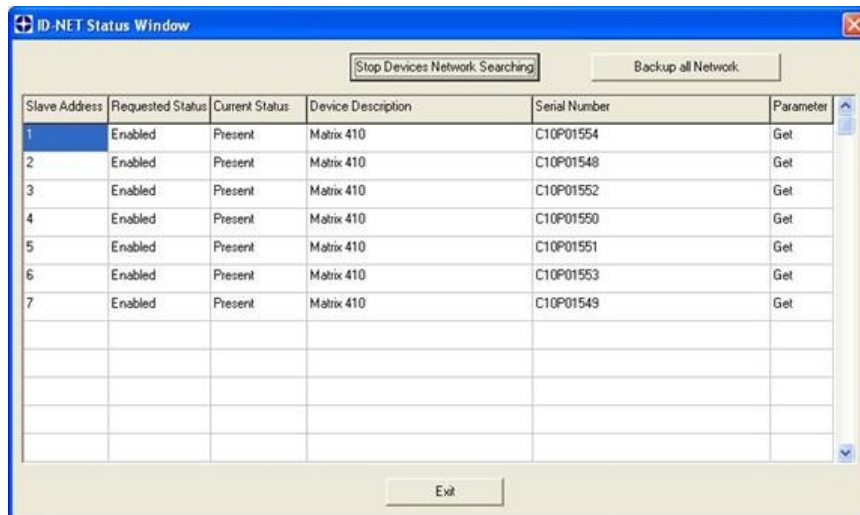 ID-NET Status Window
Stop Devices Network Searching Backup all Network
Slave Address Requested Status Current Status Device Description Serial Number Parameter
1 Enabled Present Matrix 410 C10P01554 Get
2 Enabled Present Matrix 410 C10P01548 Get
3 Enabled Present Matrix 410 C10P01552 Get
4 Enabled Present Matrix 410 C10P01550 Get
5 Enabled Present Matrix 410 C10P01551 Get
6 Enabled Present Matrix 410 C10P01553 Get
7 Enabled Present Matrix 410 C10P01549 Get
Exit